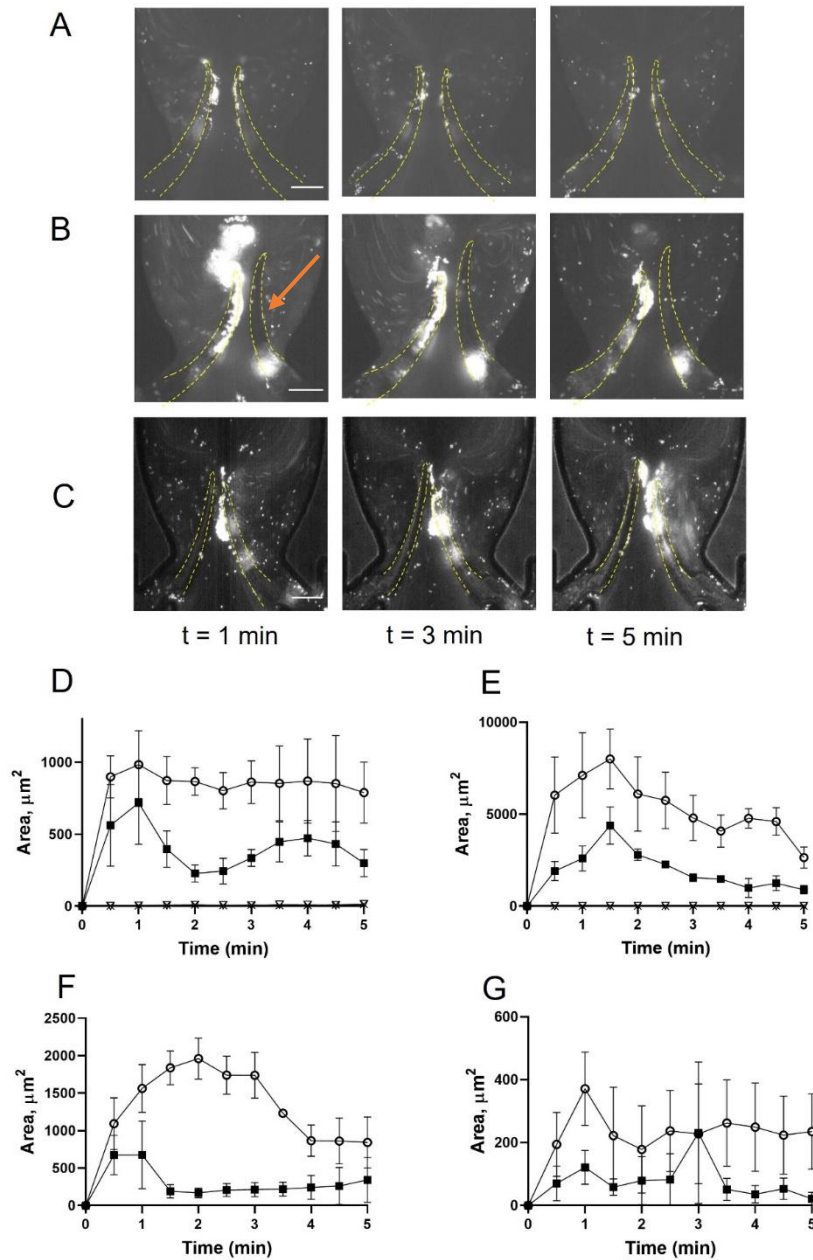 A
B
C
t = 1 min
t = 3 min
t = 5 min
D
Area, μm²
1000
500
0
0 1 2 3 4 5
Time (min)
E
Area, μm²
10000
5000
0
0 1 2 3 4 5
Time (min)
F
Area, μm²
2500
2000
1500
1000
500
0
0 1 2 3 4 5
Time (min)
G
Area, μm²
600
400
200
0
0 1 2 3 4 5
Time (min)